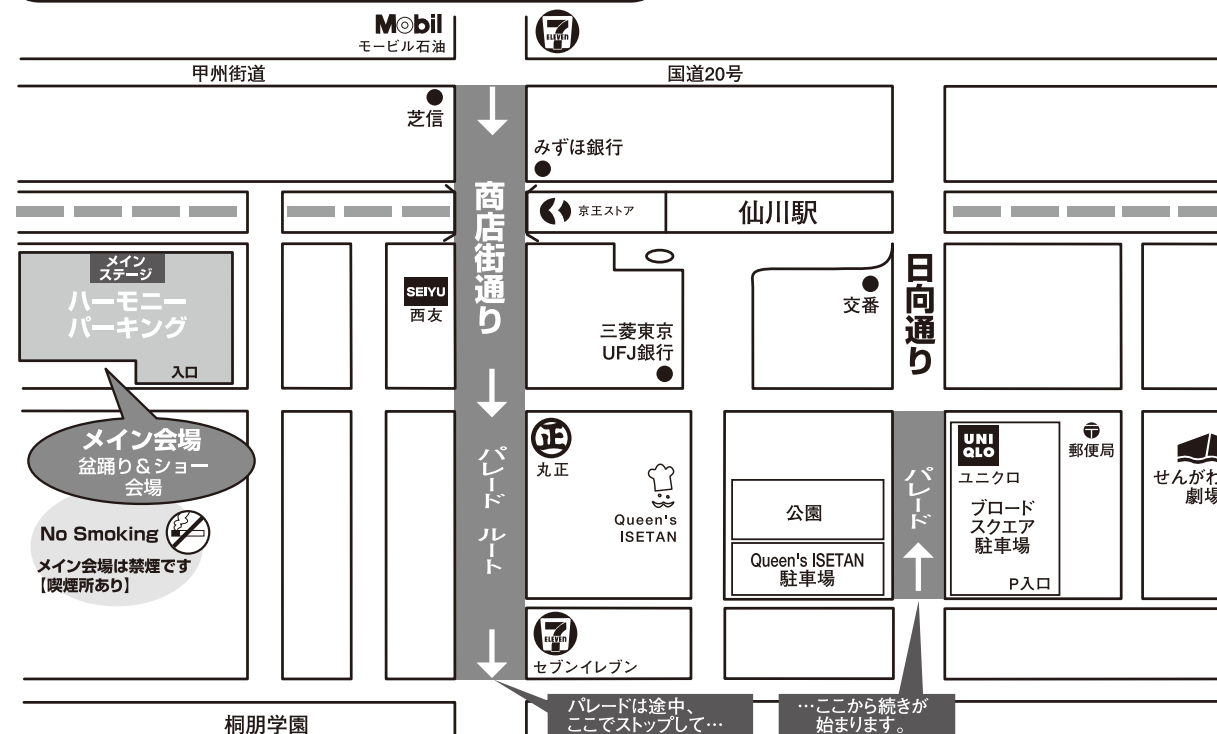 Mobil
モービル石油
7
ELEVEN
甲州街道
国道20号
芝信
みずほ銀行
商店街通り
京王ストア
仙川駅
メイン
ステージ
ハーモニー
パーキング
入口
SEIYU
西友
三菱東京
UFJ銀行
交番
日向通り
メイン会場
盆踊り&ショー
会場
No Smoking
メイン会場は禁煙です
【喫煙所あり】
パレード ルート
正
丸正
Queen's
ISETAN
公園
Queen's ISETAN
駐車場
パレード
UNI
QLO
ユニクロ
ブロード
スクエア
駐車場
P入口
郵便局
せんがわ
劇場
7
ELEVEN
セブンイレブン
パレードは途中、
ここでストップして…
…ここから続きが
始まります。
桐朋学園